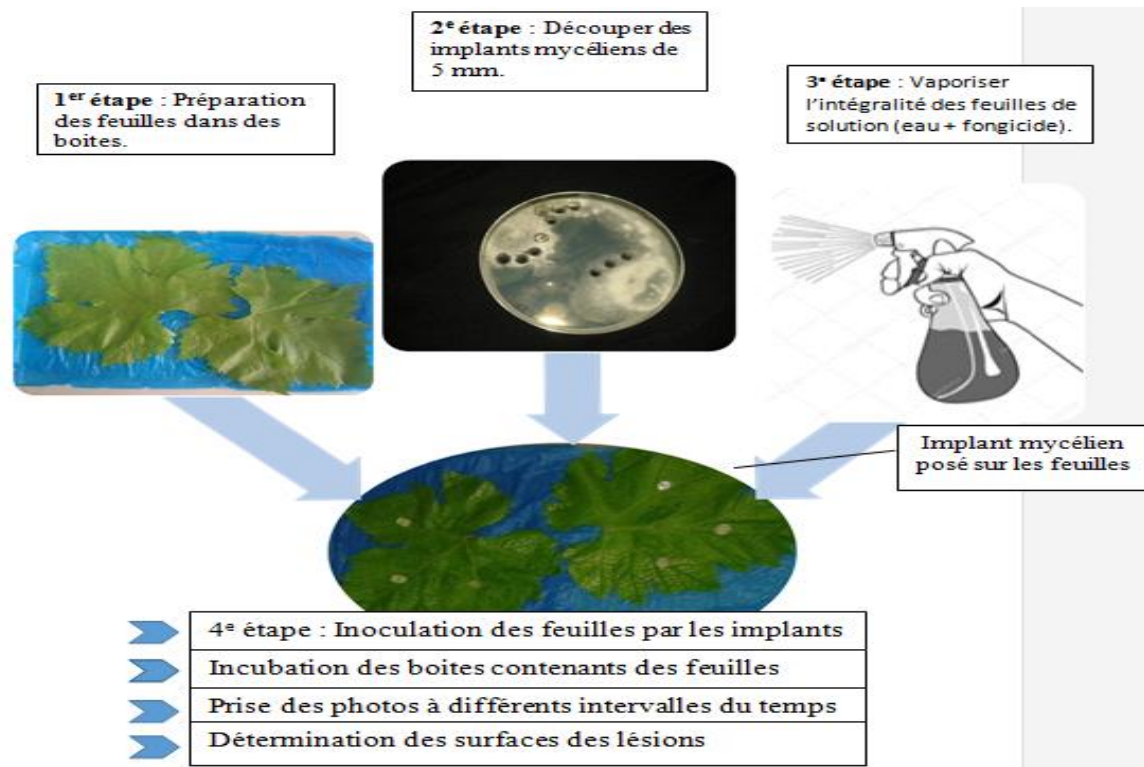 1er étape : Préparation
des feuilles dans des
boites.
2e étape : Découper des
implants mycéliens de
5 mm.
3e étape : Vaporiser
l'intégralité des feuilles de
solution (eau + fongicide).
Implant mycélien
posé sur les feuilles
4e étape : Inoculation des feuilles par les implants
Incubation des boites contenants des feuilles
Prise des photos à différents intervalles du temps
Détermination des surfaces des lésions